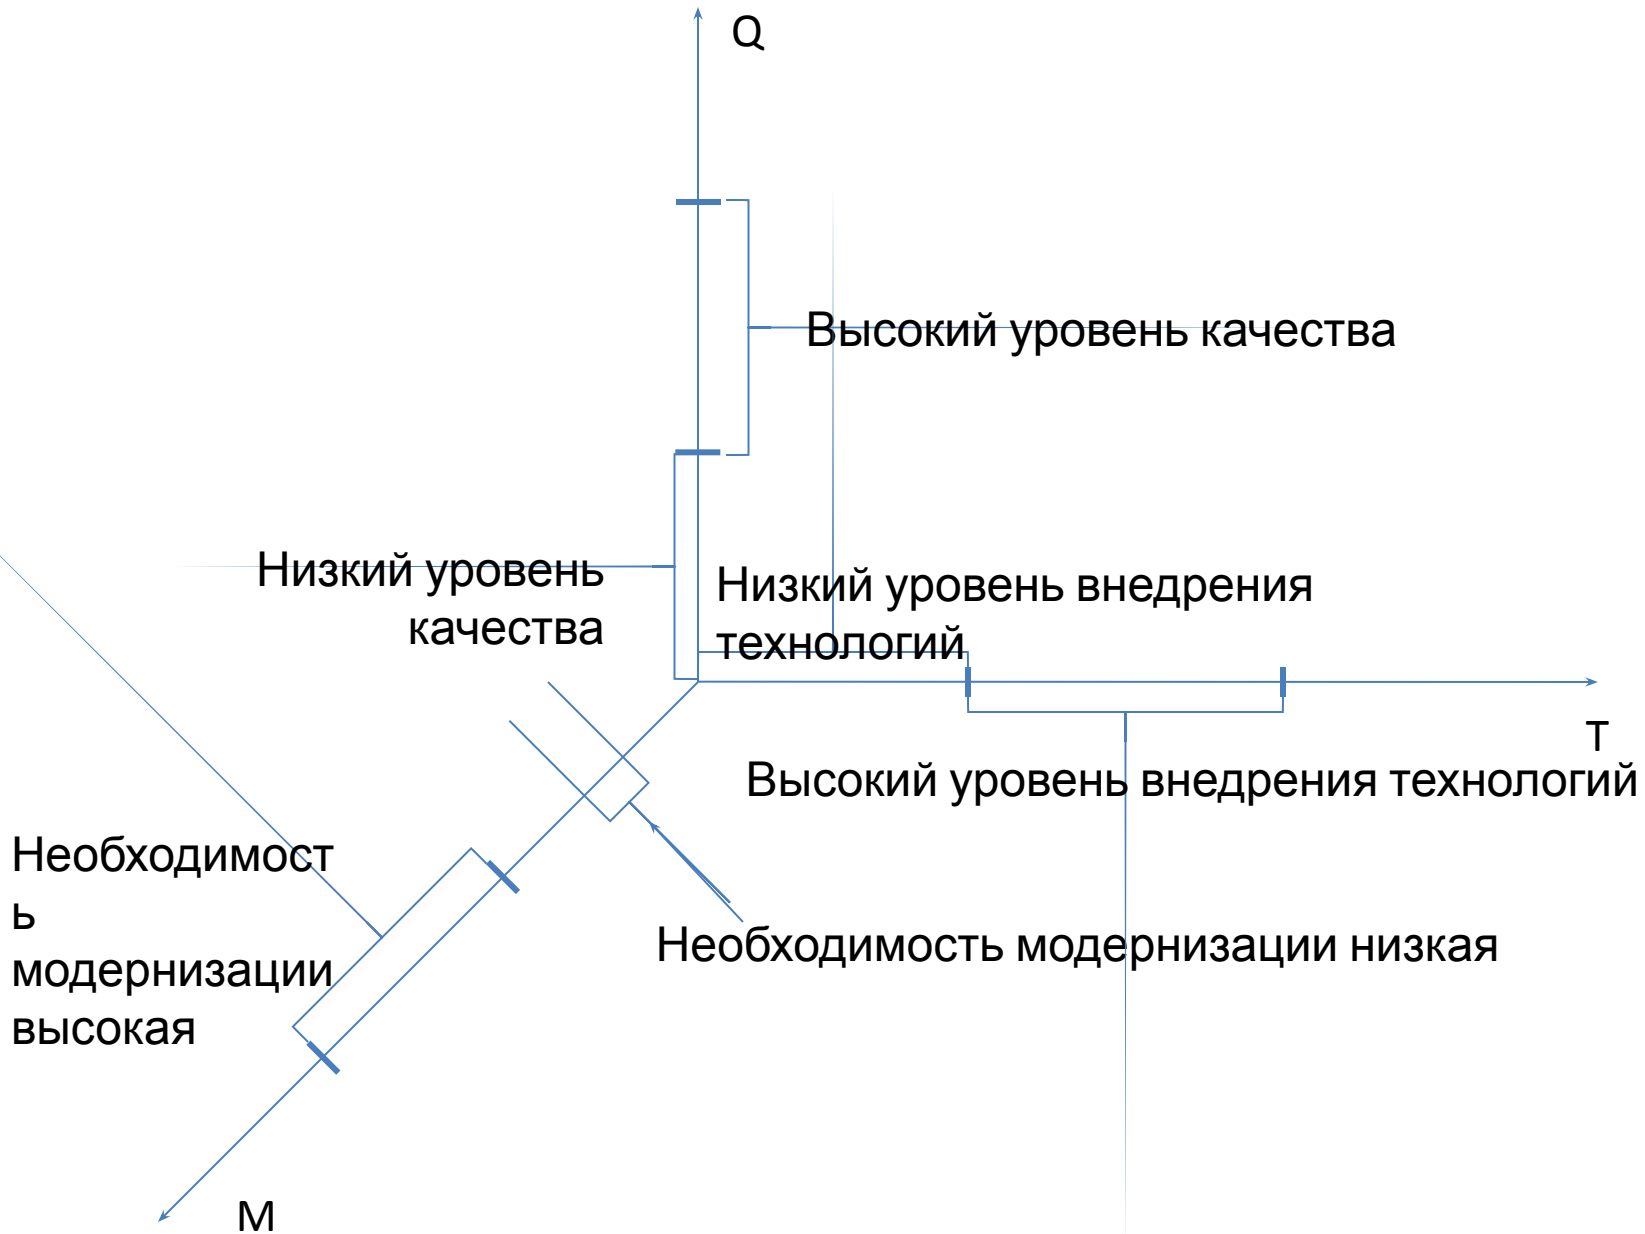 Q
Высокий уровень качества
Низкий уровень
качества
Низкий уровень внедрения
технологий
T
Высокий уровень внедрения технологий
Необходимост
ь
модернизации
высокая
Необходимость модернизации низкая
M